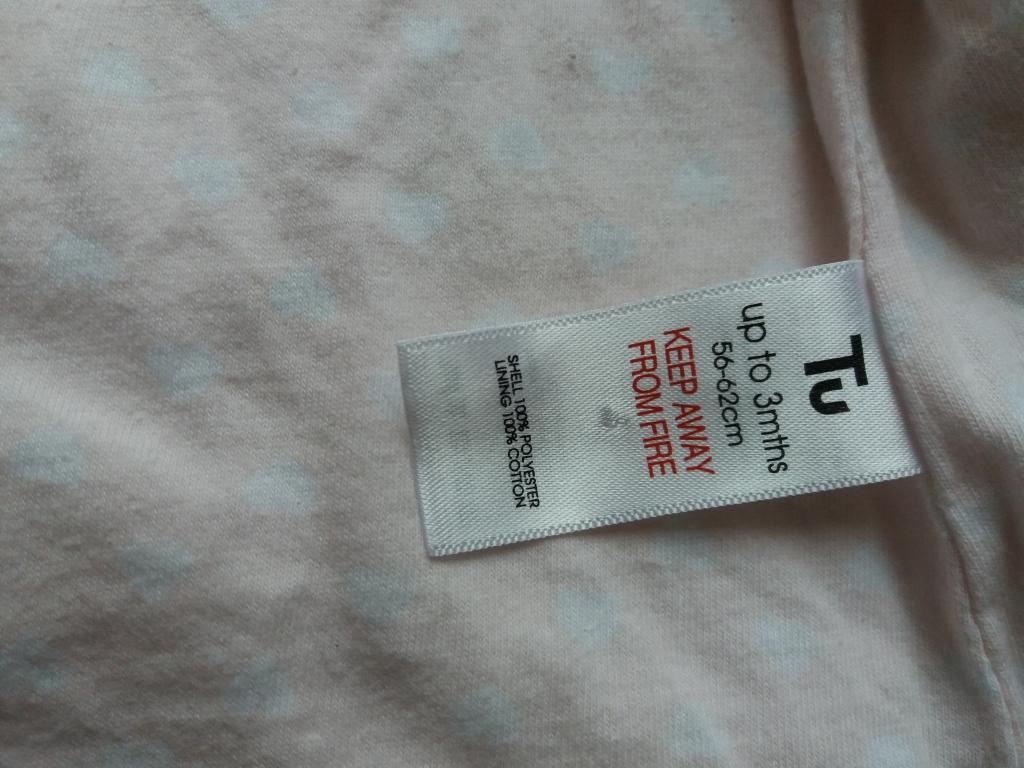 Tu
up to 3mths
56-62cm
KEEP AWAY
FROM FIRE
SHELL 100% POLYESTER
LINING 100% COTTON